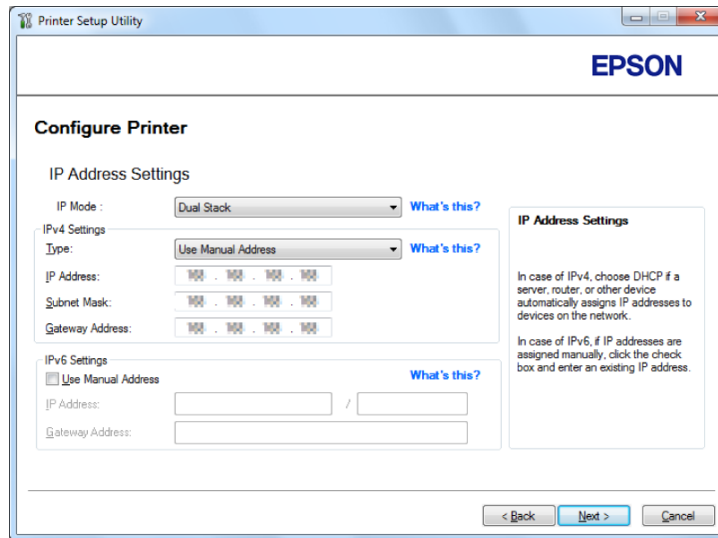 Printer Setup Utility
EPSON
Configure Printer
IP Address Settings
IP Mode :
Dual Stack
What's this?
IPv4 Settings
Type:
Use Manual Address
What's this?
IP Address:
Subnet Mask:
Gateway Address:
IPv6 Settings
Use Manual Address
What's this?
IP Address:
/
Gateway Address:
IP Address Settings
In case of IPv4, choose DHCP if a
server, router, or other device
automatically assigns IP addresses to
devices on the network.
In case of IPv6, if IP addresses are
assigned manually, click the check
box and enter an existing IP address.
< Back
Next >
Cancel